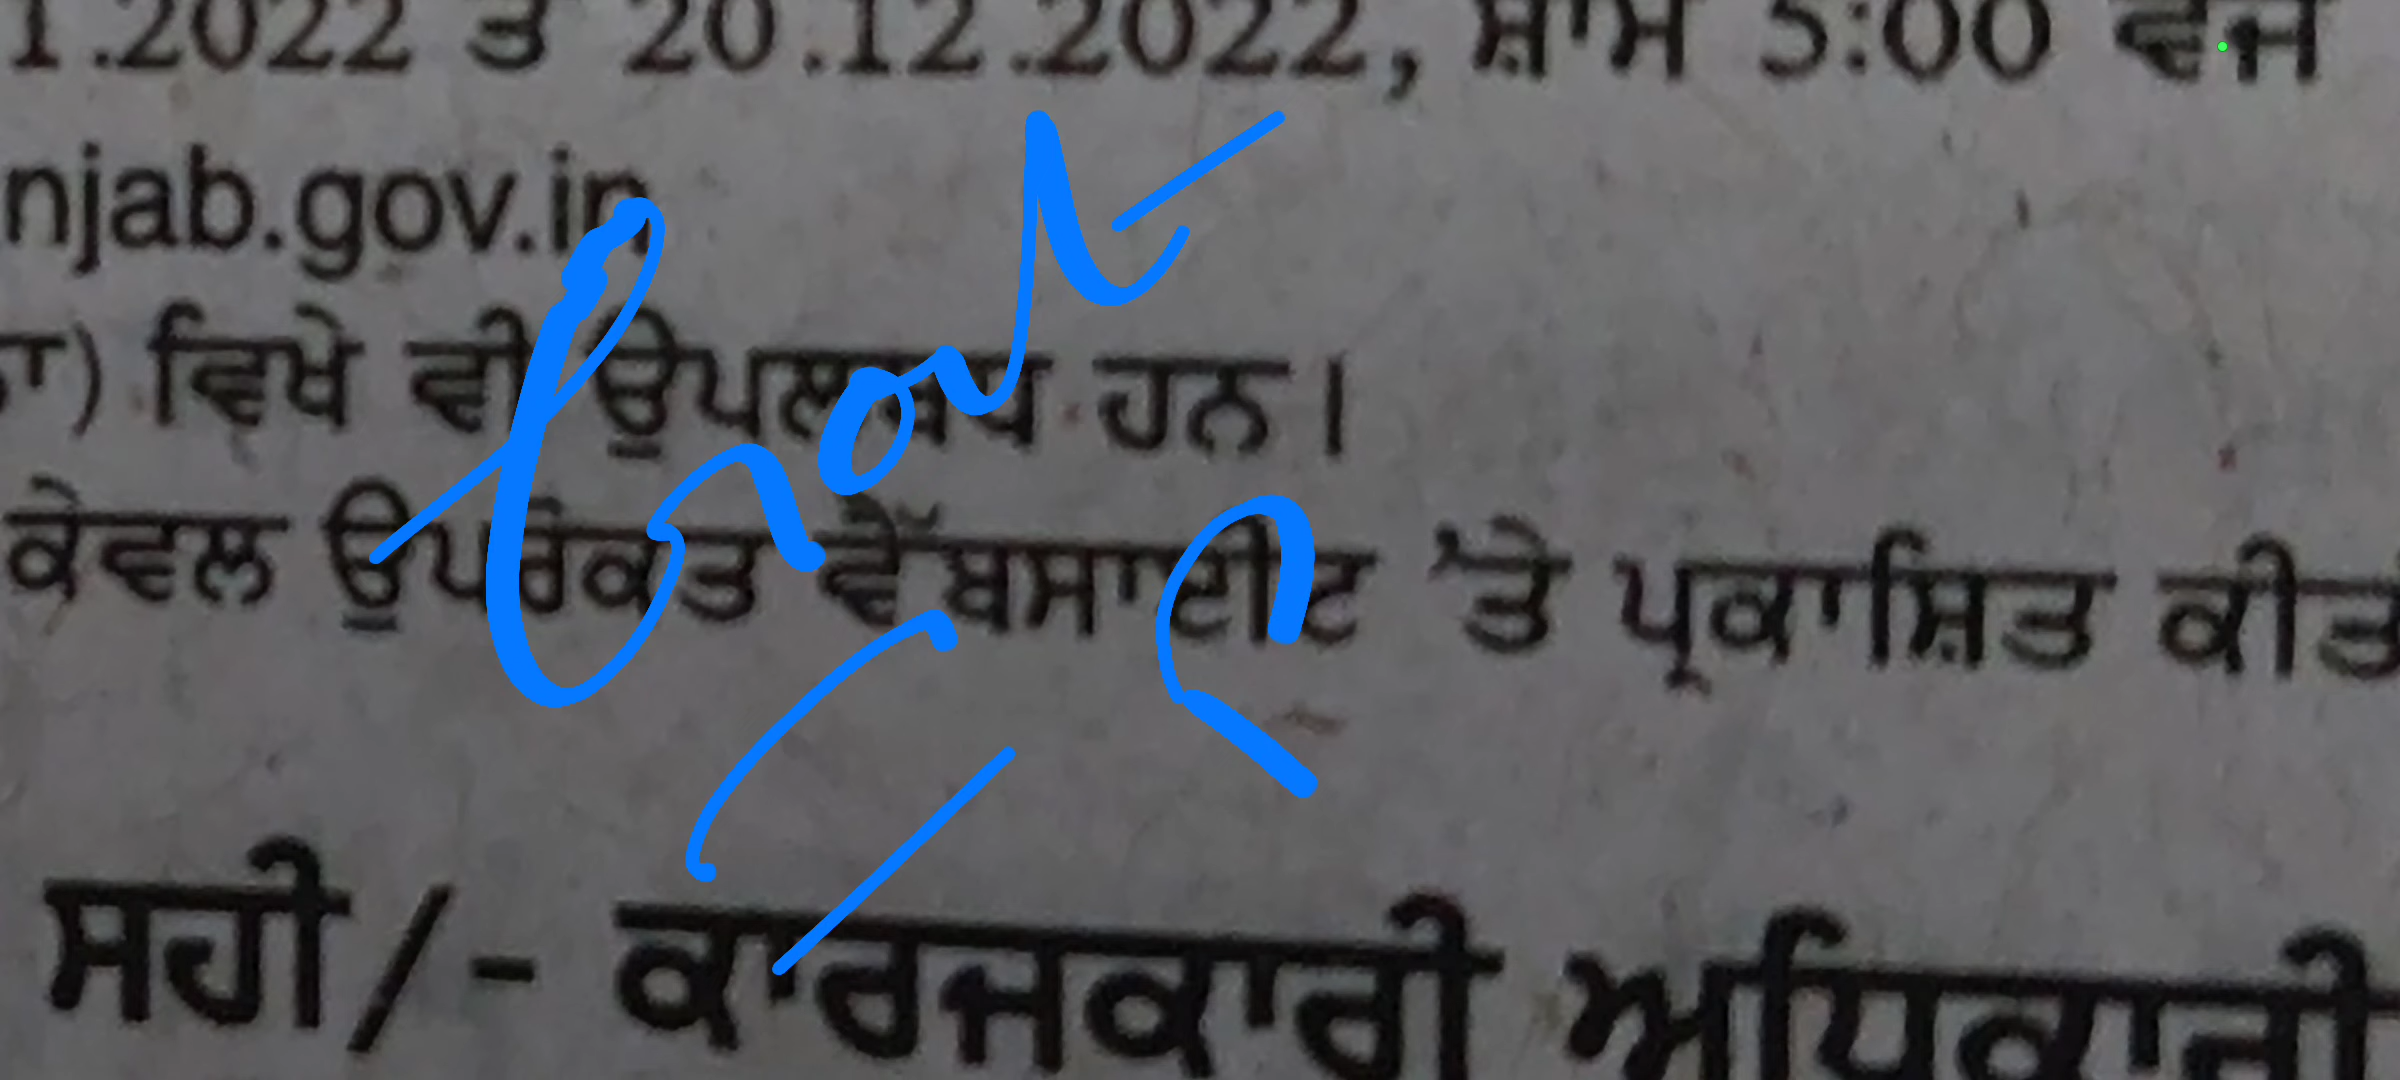 1.2022 ਤੋਂ 20.12.2022, ਸ਼ਾਮ 5:00 ਵਜੇ
njab.gov.in
ਵਿਖੇ ਵੀ ਉਪਲਬਧ ਹਨ।
ਕੇਵਲ ਉਪਰੋਕਤ ਵੈੱਬਸਾਈਟ 'ਤੇ ਪ੍ਰਕਾਸ਼ਿਤ
ਸਹੀ/- ਕਾਰਜਕਾਰੀ ਅਧਿਕਾਰੀ